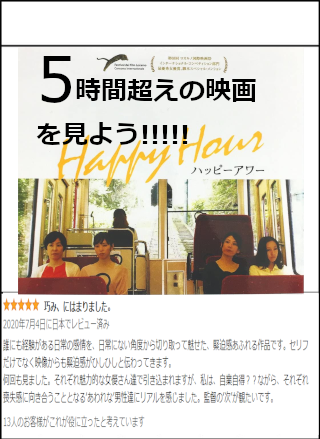 5時間超えの映画
を見よう!!!!!
Happy Hour
ハッピーアワー
★★★★★ 巧み、にはまりました。
2020年7月4日に日本でレビュー済み
誰にも経験がある日常の感情を、日常にない角度から切り取って魅せた、緊迫感あふれる作品です。セリフ
だけでなく映像からも緊迫感がひしひしと伝わってきます。
何回も見ました。それぞれ魅力的な女優さん達で引き込まれますが、私は、自業自得？？ながら、それぞれ
喪失感に向き合うこととなる'あわれな'男性達にリアルを感じました。監督の'次'が観たいです。
13人のお客様がこれが役に立ったと考えています